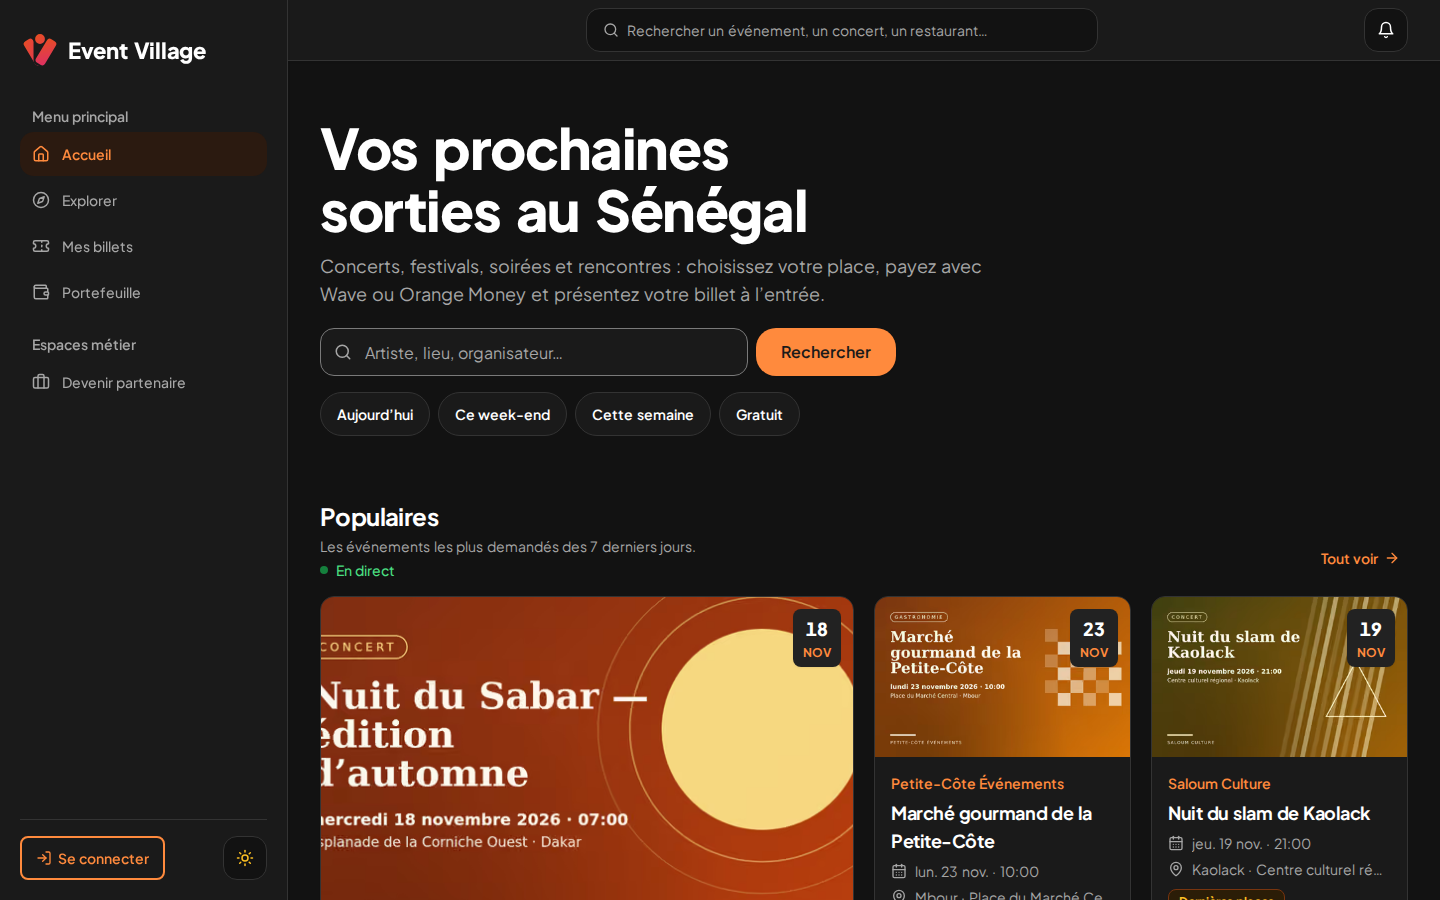 Event Village
Rechercher un événement, un concert, un restaurant...
Menu principal
Accueil
Explorer
Mes billets
Portefeuille
Espaces métier
Devenir partenaire
Se connecter
Vos prochaines
sorties au Sénégal
Concerts, festivals, soirées et rencontres : choisissez votre place, payez avec
Wave ou Orange Money et présentez votre billet à l'entrée.
Artiste, lieu, organisateur...
Rechercher
Aujourd'hui
Ce week-end
Cette semaine
Gratuit
Populaires
Les événements les plus demandés des 7 derniers jours.
En direct
Tout voir
CONCERT
18
NOV
Nuit du Sabar —
édition
d'automne
mercredi 18 novembre 2026 · 07:00
splanade de la Corniche Ouest · Dakar
GASTRONOMIE
23
NOV
Marché
gourmand de la
Petite-Côte
lundi 23 novembre 2026 · 10:00
Place du Marché Central · Mbour
PETITE-CÔTE ÉVÉNEMENTS
Petite-Côte Événements
Marché gourmand de la
Petite-Côte
lun. 23 nov. · 10:00
Mbour · Place du Marché Ce...
CONCERT
19
NOV
Nuit du slam de
Kaolack
jeudi 19 novembre 2026 · 21:00
Centre culturel régional · Kaolack
SALOUM CULTURE
Saloum Culture
Nuit du slam de Kaolack
jeu. 19 nov. · 21:00
Kaolack · Centre culturel ré...
Dernières places